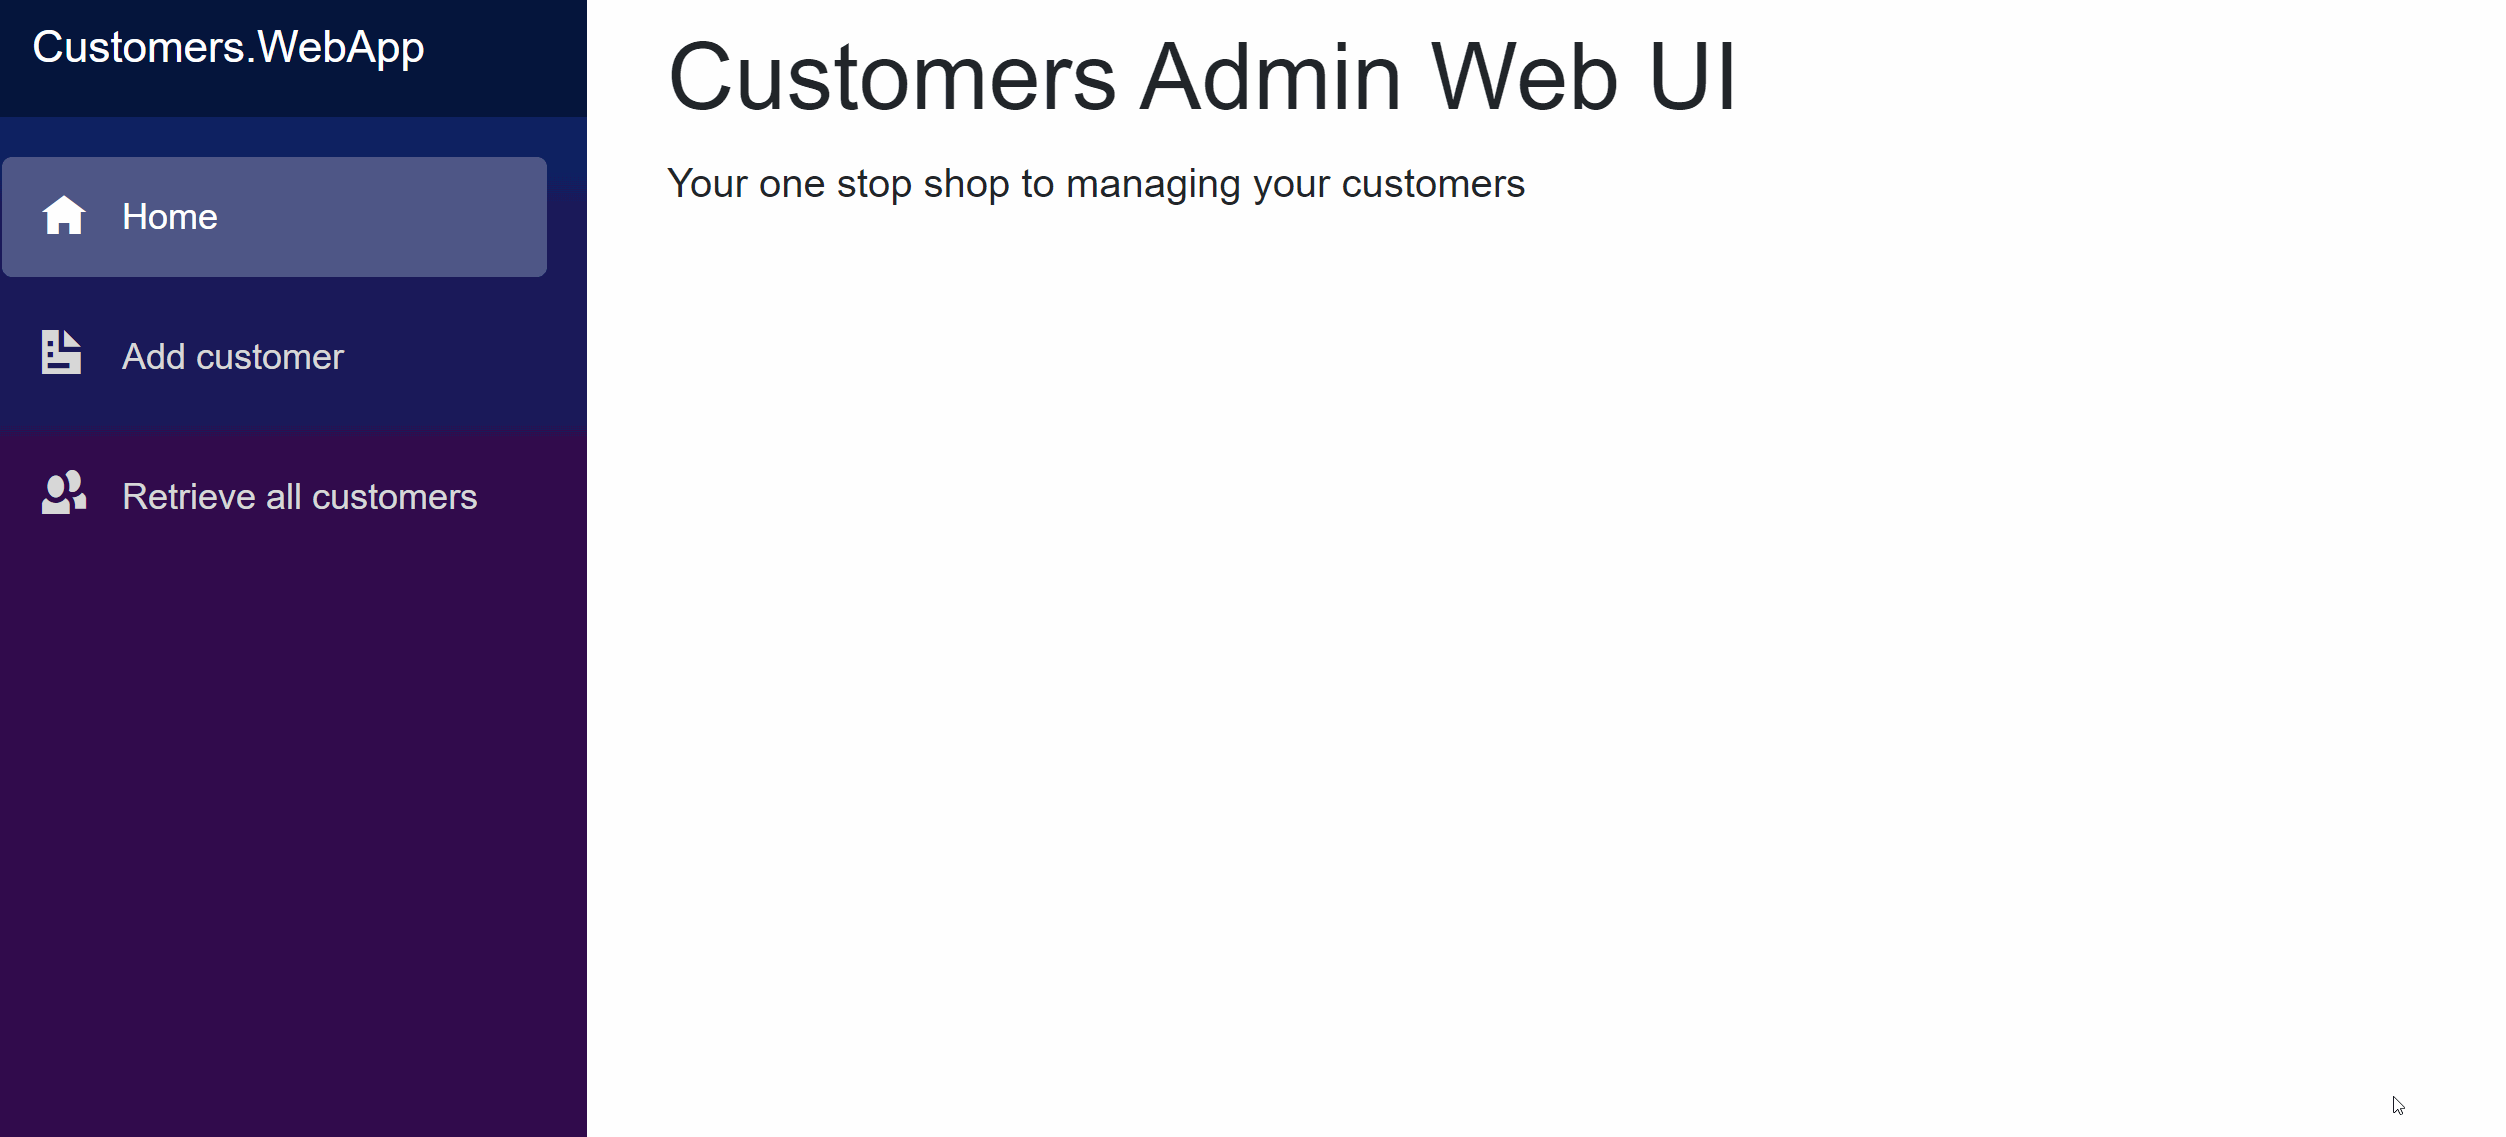 Customers.WebApp
Home
Add customer
Retrieve all customers
Customers Admin Web UI
Your one stop shop to managing your customers